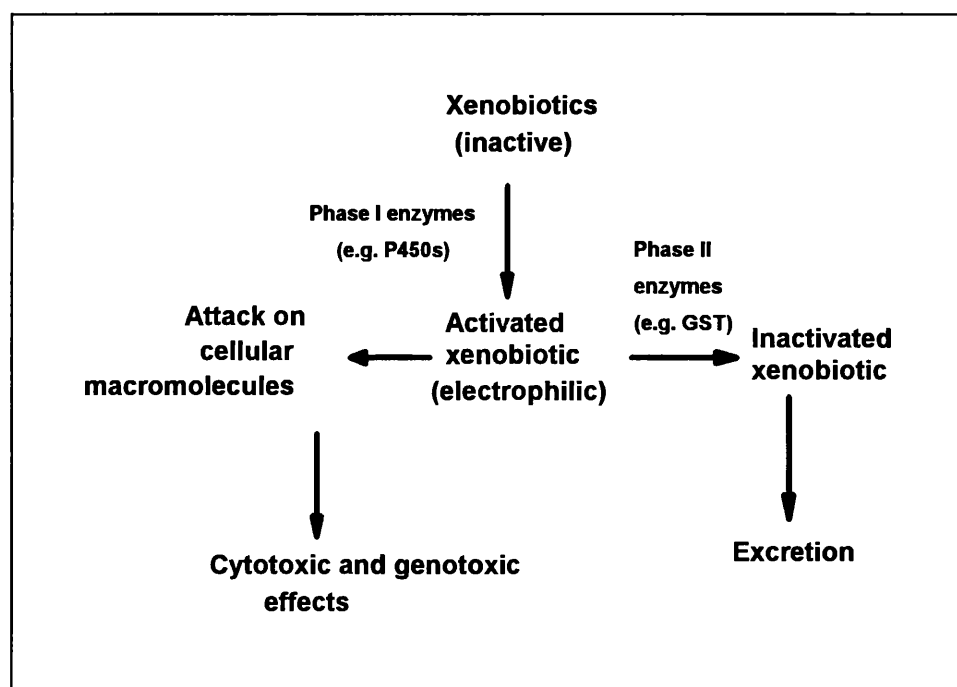 Xenobiotics
(inactive)
Phase I enzymes
(e.g. P450s)
Phase II
enzymes
(e.g. GST)
Attack on
cellular
macromolecules
Activated
xenobiotic
(electrophilic)
Inactivated
xenobiotic
Cytotoxic and genotoxic
effects
Excretion